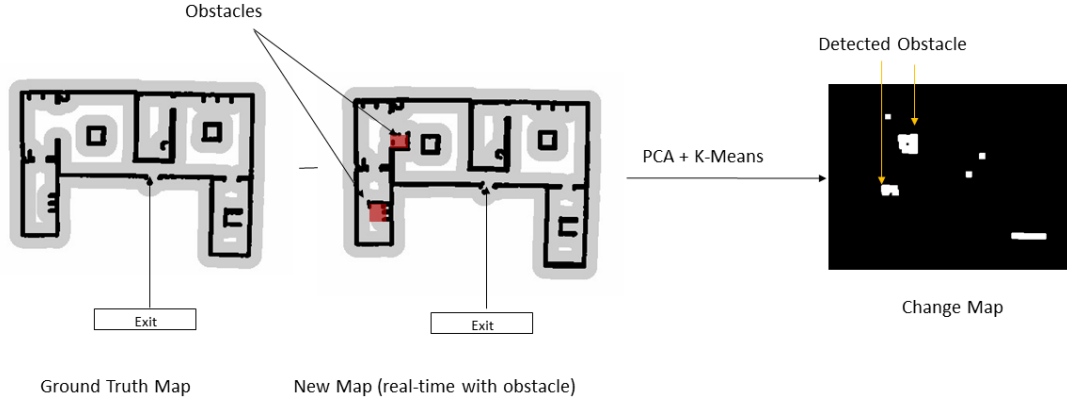 Obstacles
Detected Obstacle
PCA + K-Means
Exit
Exit
Change Map
Ground Truth Map
New Map (real-time with obstacle)